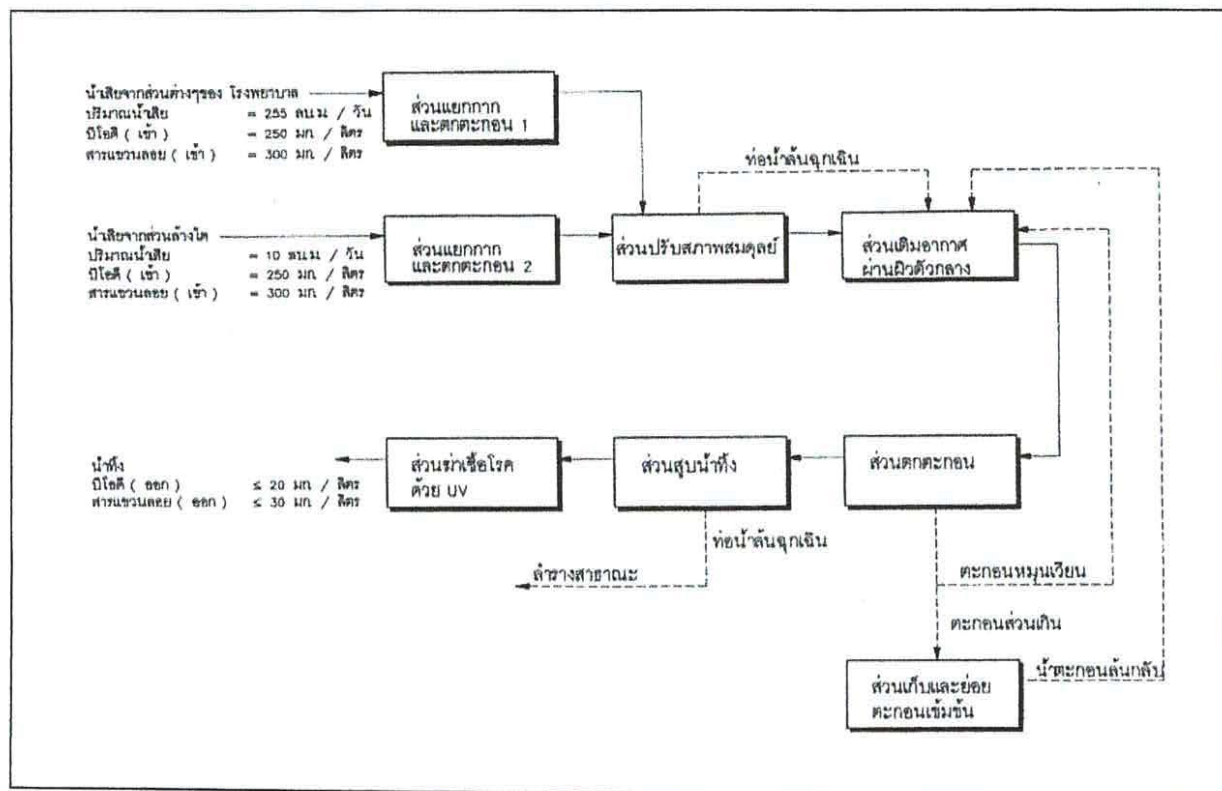 น้ำเสียจากส่วนต่างๆของ โรงพยาบาล
ปริมาณน้ำเสีย = 255 ลบ.ม / วัน
บีโอดี ( เข้า ) = 250 มก. / ลิตร
สารแขวนลอย ( เข้า ) = 300 มก. / ลิตร
ส่วนแยกกาก
และตกตะกอน 1
ท่อน้ำล้นฉุกเฉิน
น้ำเสียจากส่วนล้างไต
ปริมาณน้ำเสีย = 10 ลบ.ม / วัน
บีโอดี ( เข้า ) = 250 มก. / ลิตร
สารแขวนลอย ( เข้า ) = 300 มก. / ลิตร
ส่วนแยกกาก
และตกตะกอน 2
ส่วนปรับสภาพสมดุลย์
ส่วนเติมอากาศ
ผ่านผิวตัวกลาง
น้ำทิ้ง
บีโอดี ( ออก ) ≤ 20 มก / ลิตร
สารแขวนลอย ( ออก ) ≤ 30 มก / ลิตร
ส่วนฆ่าเชื้อโรค
ด้วย UV
ส่วนสูบน้ำทิ้ง
ส่วนตกตะกอน
ท่อน้ำล้นฉุกเฉิน
ลำรางสาธาณะ
ตะกอนหมุนเวียน
ตะกอนส่วนเกิน
ส่วนเก็บและย่อย
ตะกอนเข้มข้น
น้ำตะกอนล้นกลับ